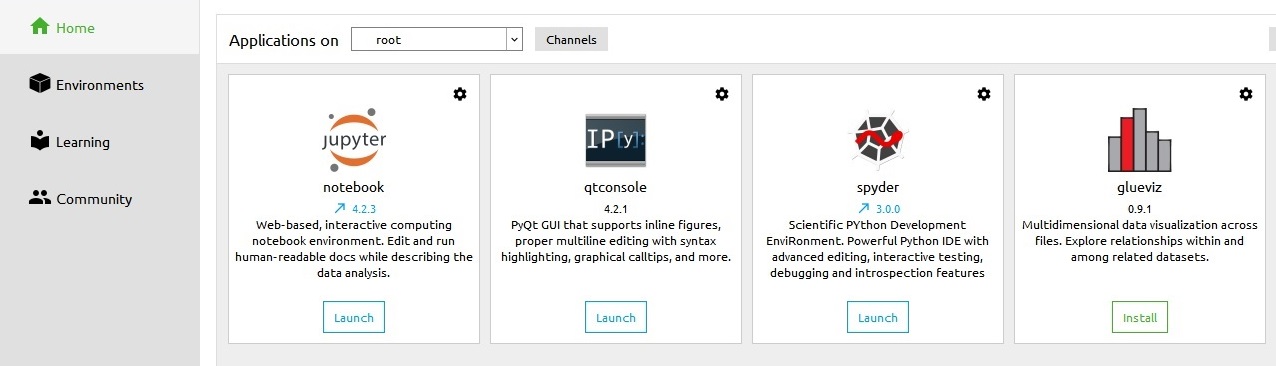 Home
Environments
Learning
Community
Applications on root Channels
jupyter
notebook
4.2.3
Web-based, interactive computing
notebook environment. Edit and run
human-readable docs while describing the
data analysis.
Launch
IP[y]:
qtconsole
4.2.1
PyQt GUI that supports inline figures,
proper multiline editing with syntax
highlighting, graphical calltips, and more.
Launch
spyder
3.0.0
Scientific PYthon Development
EnviRonment. Powerful Python IDE with
advanced editing, interactive testing,
debugging and introspection features
Launch
glueviz
0.9.1
Multidimensional data visualization across
files. Explore relationships within and
among related datasets.
Install